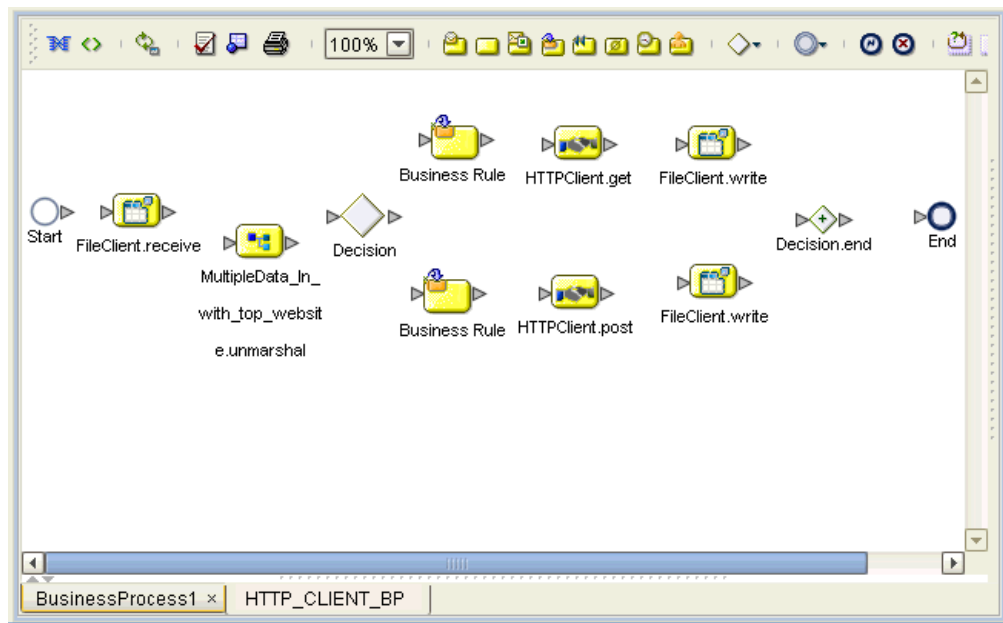 100%
Business Rule
HTTPClient.get
FileClient.write
Start
FileClient.receive
Decision
Decision.end
End
MultipleData_In_
with_top_websit
e.unmarshal
Business Rule
HTTPClient.post
FileClient.write
BusinessProcess1 ×
HTTP_CLIENT_BP